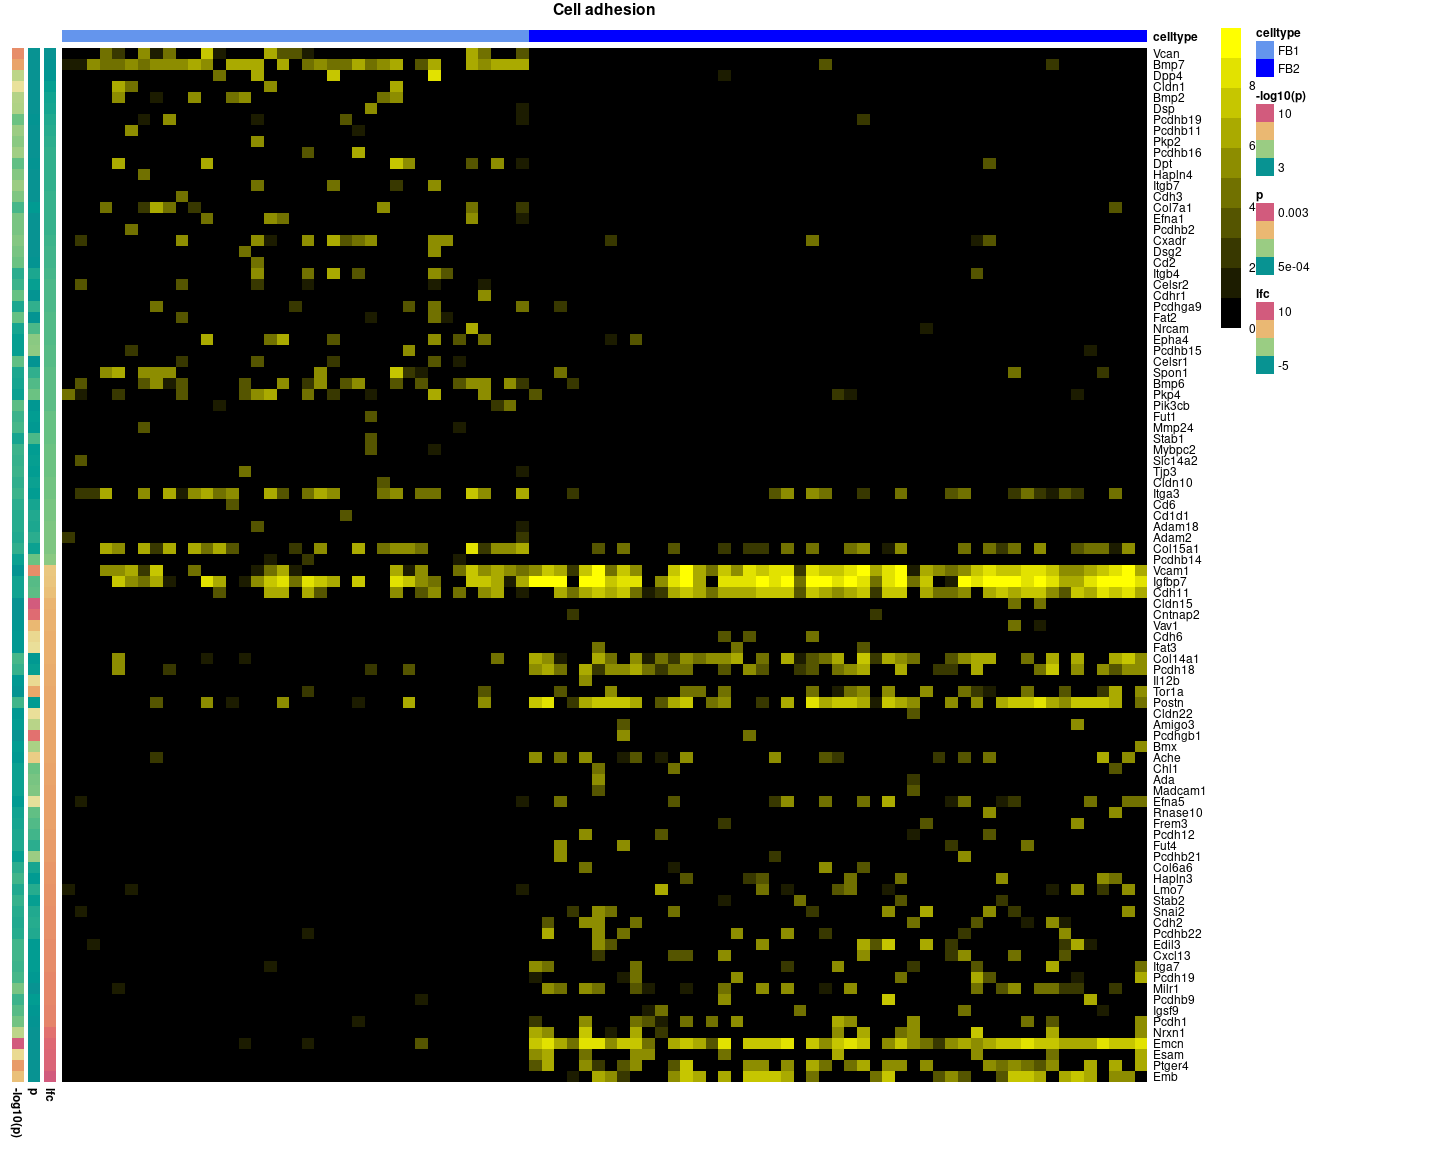 Cell adhesion
celltype
Vcan
Bmp7
Dpp4
Cldn1
Bmp2
Dsp
Pcdhb19
Pcdhb11
Pkp2
Pcdhb16
Dpt
Hapln4
Itgb7
Cdh3
Col7a1
Efna1
Pcdhb2
Cxadr
Dsg2
Cd2
Itgb4
Celsr2
Cdhr1
Pcdhga9
Fat2
Nrcam
Epha4
Pcdhb15
Celsr1
Spon1
Bmp6
Pkp4
Pik3cb
Fut1
Mmp24
Stab1
Mybpc2
Slc14a2
Tjp3
Cldn10
Itga3
Cd6
Cd1d1
Adam18
Adam2
Col15a1
Pcdhb14
Vcam1
Igfbp7
Cdh11
Cldn15
Cntnap2
Vav1
Cdh6
Fat3
Col14a1
Pcdh18
Il12b
Tor1a
Postn
Cldn22
Amigo3
Pcdhgb1
Bmx
Ache
Chl1
Ada
Madcam1
Efna5
Rnase10
Frem3
Pcdh12
Fut4
Pcdhb21
Col6a6
Hapln3
Lmo7
Stab2
Snai2
Cdh2
Pcdhb22
Edil3
Cxcl13
Itga7
Pcdh19
Milr1
Pcdhb9
Igsf9
Pcdh1
Nrxn1
Emcn
Esam
Ptger4
Emb
8
6
4
2
0
celltype
FB1
FB2
-log10(p)
10
3
p
0.003
5e-04
lfc
10
-5
-log10(p)
p
lfc